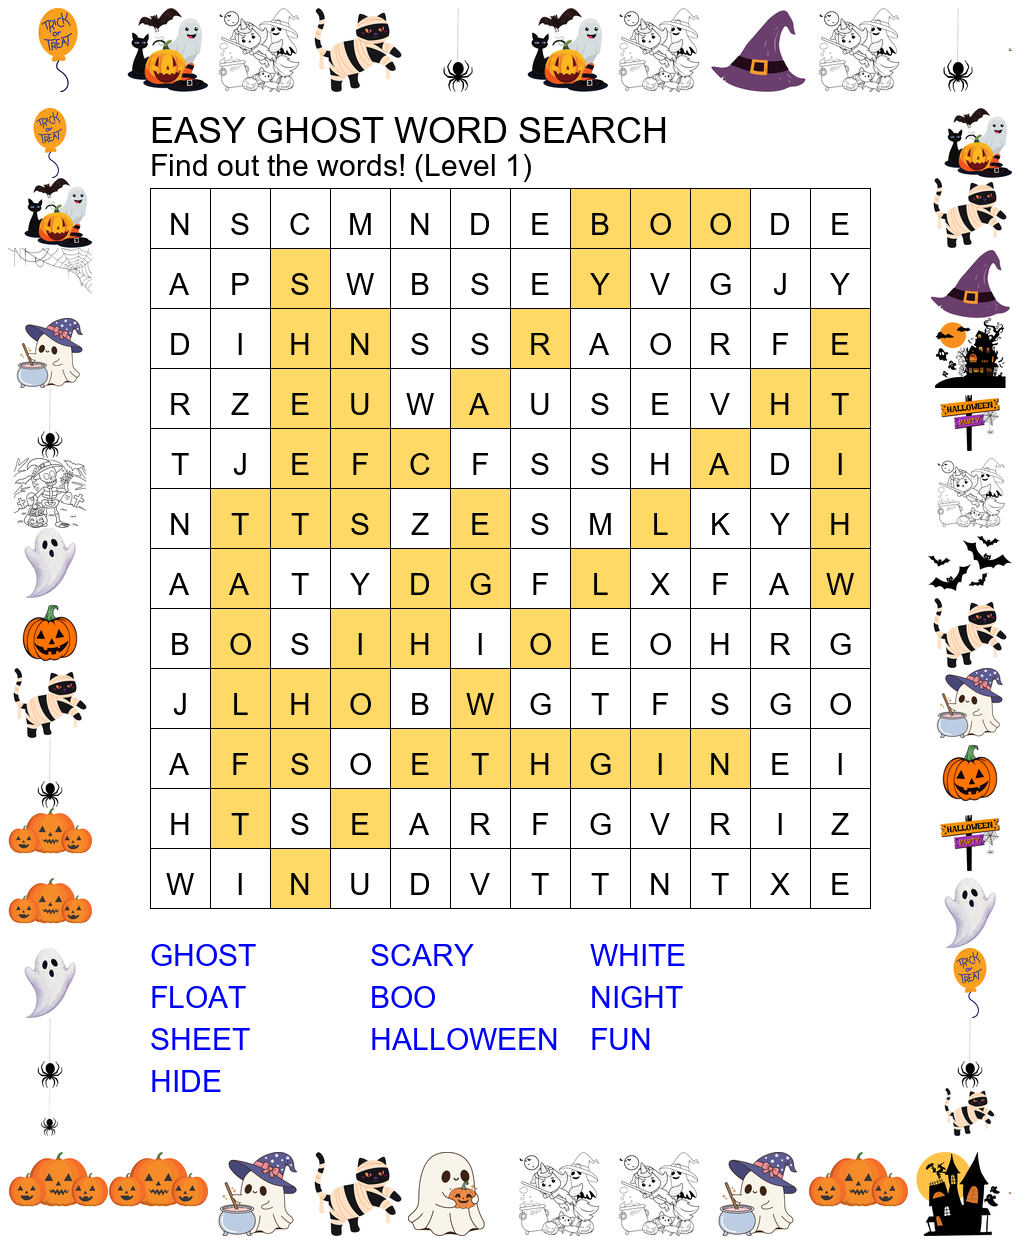 TRICK or TREAT
TRICK or TREAT
EASY GHOST WORD SEARCH
Find out the words! (Level 1)
N S C M N D E B O O D E
A P S W B S E Y V G J Y
D I H N S S R A O R F E
R Z E U W A U S E V H T
T J E F C F S S H A D I
N T T S Z E S M L K Y H
A A T Y D G F L X F A W
B O S I H I O E O H R G
J L H O B W G T F S G O
A F S O E T H G I N E I
H T S E A R F G V R I Z
W I N U D V T T N T X E
HALLOWEEN
PARTY
HALLOWEEN
PARTY
TRICK or TREAT
GHOST SCARY WHITE
FLOAT BOO NIGHT
SHEET HALLOWEEN FUN
HIDE